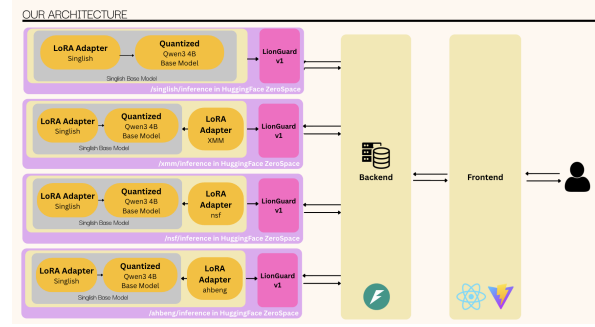 OUR ARCHITECTURE
LoRA Adapter
Singlish
Quantized
Qwen3 4B
Base Model
Singlish Base Model
LionGuard
v1
/singlish/inference in HuggingFace ZeroSpace
LoRA Adapter
Singlish
Quantized
Qwen3 4B
Base Model
Singlish Base Model
LoRA
Adapter
XMM
LionGuard
v1
/xmm/inference in HuggingFace ZeroSpace
LoRA Adapter
Singlish
Quantized
Qwen3 4B
Base Model
Singlish Base Model
LoRA
Adapter
nsf
LionGuard
v1
/nsf/inference in HuggingFace ZeroSpace
LoRA Adapter
Singlish
Quantized
Qwen3 4B
Base Model
Singlish Base Model
LoRA
Adapter
ahbeng
LionGuard
v1
/ahbeng/inference in HuggingFace ZeroSpace
Backend
Frontend